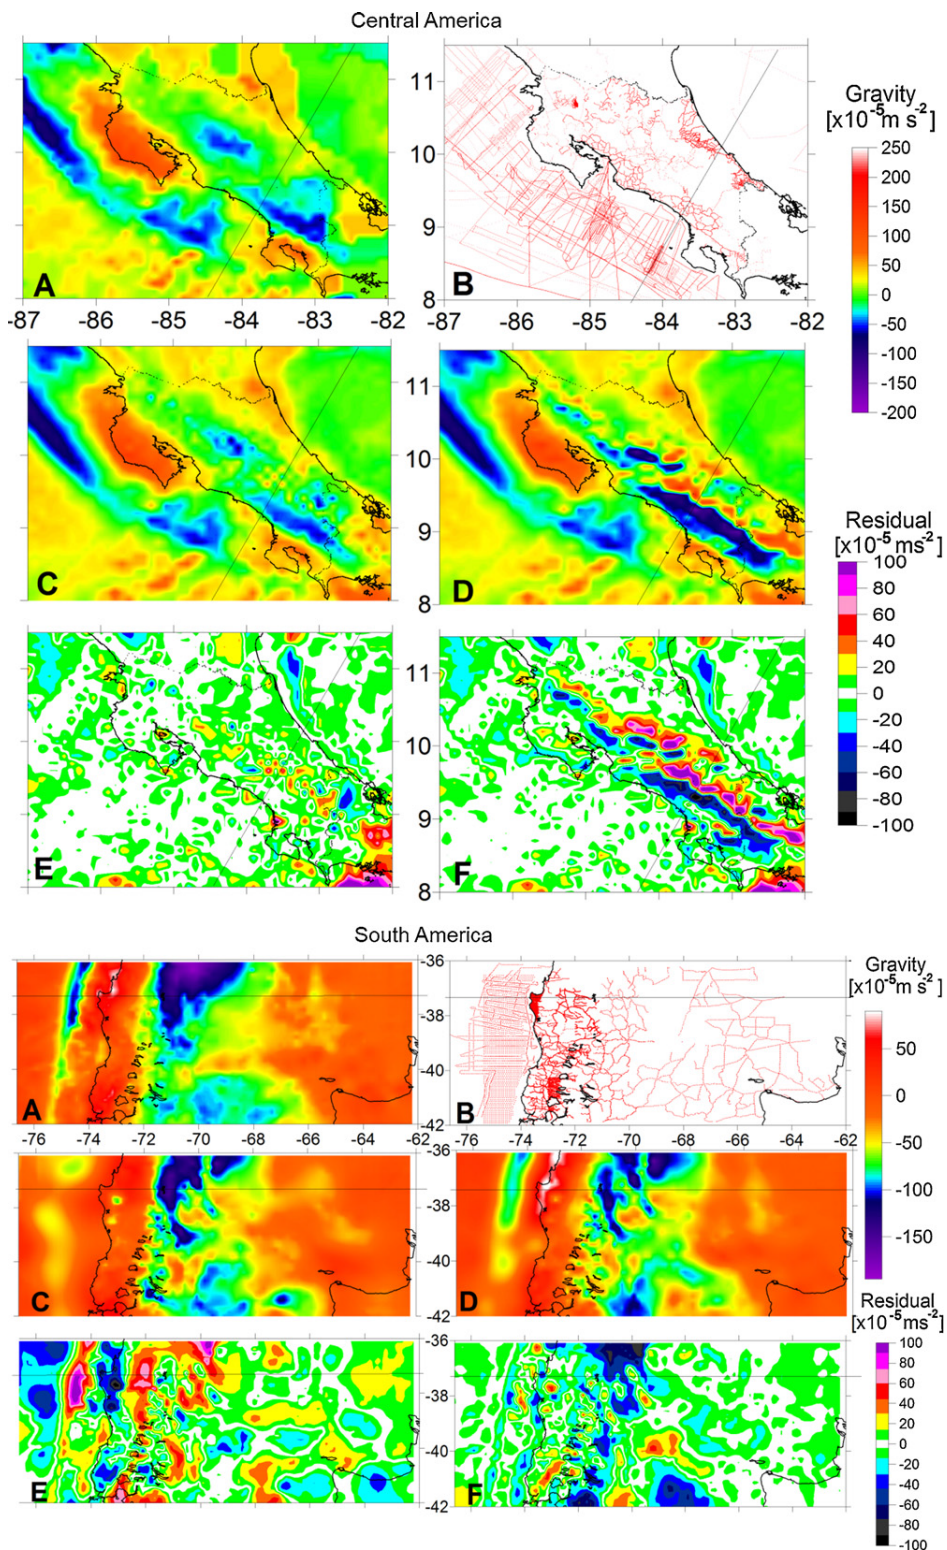 Central America
A
-87 -86 -85 -84 -83 -82
B
11
10
9
8
-87 -86 -85 -84 -83 -82
Gravity
[x10⁻⁵m s⁻²]
250
200
150
100
50
0
-50
-100
-150
-200
C
D
11
10
9
8
Residual
[x10⁻⁵ ms⁻²]
100
80
60
40
20
0
-20
-40
-60
-80
-100
E
F
11
10
9
8
South America
A
-76 -74 -72 -70 -68 -66 -64 -62
B
-36
-38
-40
-42
-76 -74 -72 -70 -68 -66 -64 -62
Gravity
[x10⁻⁵m s⁻²]
50
0
-50
-100
-150
C
D
-36
-38
-40
-42
Residual
[x10⁻⁵ms⁻²]
100
80
60
40
20
0
-20
-40
-60
-80
-100
E
F
-36
-38
-40
-42